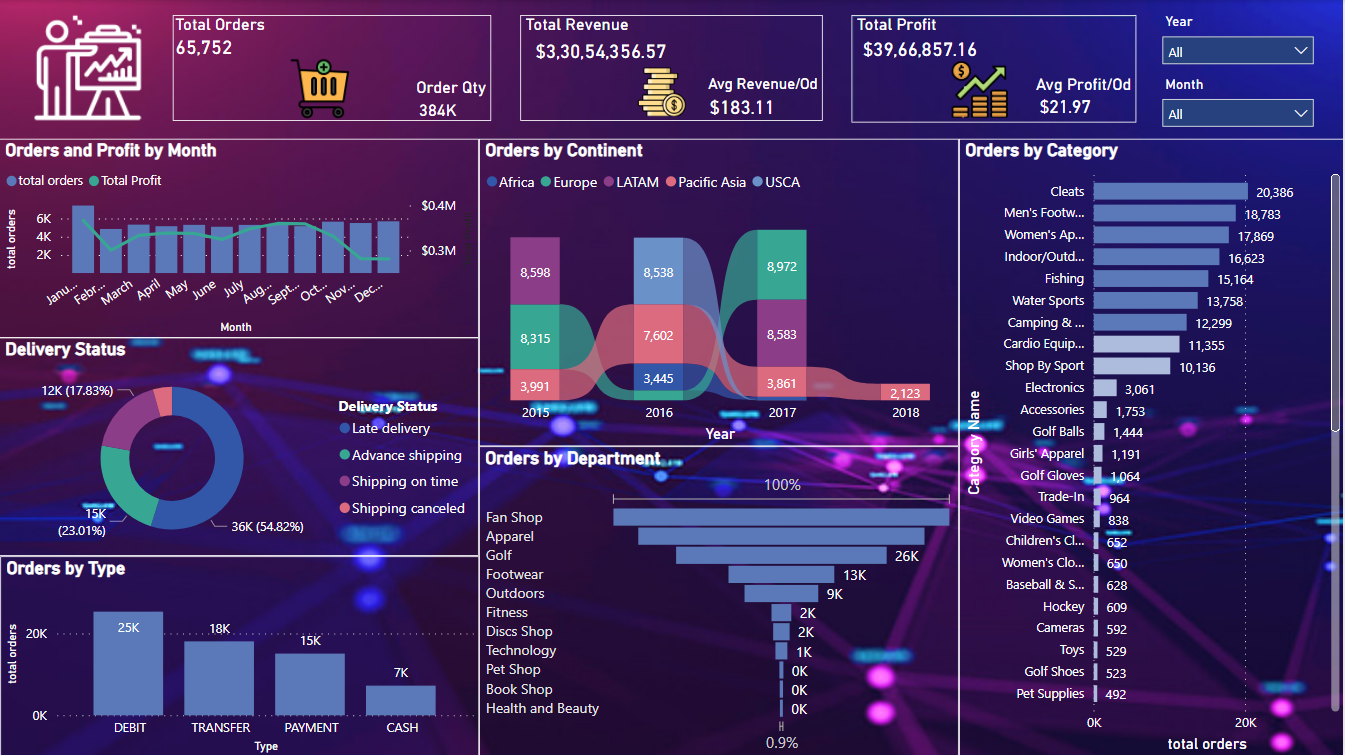 Total Orders
65,752
Order Qty
384K
Total Revenue
$3,30,54,356.57
Avg Revenue/Od
$183.11
Total Profit
$39,66,857.16
Avg Profit/Od
$21.97
Year
All
Month
All
Orders and Profit by Month
total orders Total Profit
total orders
6K
4K
2K
$0.4M
$0.3M
Janu...
Febr...
March
April
May
June
July
Aug...
Sept...
Oct...
Nov...
Dec...
Month
Delivery Status
12K (17.83%)
15K
(23.01%)
36K (54.82%)
Delivery Status
Late delivery
Advance shipping
Shipping on time
Shipping canceled
Orders by Type
total orders
20K
0K
25K
18K
15K
7K
DEBIT
TRANSFER
PAYMENT
CASH
Type
Orders by Continent
Africa Europe LATAM Pacific Asia USCA
8,598
8,315
3,991
8,538
7,602
3,445
8,972
8,583
3,861
2,123
2015
2016
2017
2018
Year
Orders by Department
100%
Fan Shop
Apparel
Golf 26K
Footwear 13K
Outdoors 9K
Fitness 2K
Discs Shop 2K
Technology 1K
Pet Shop 0K
Book Shop 0K
Health and Beauty 0K
0.9%
Orders by Category
Category Name
Cleats 20,386
Men's Footw... 18,783
Women's Ap... 17,869
Indoor/Outd... 16,623
Fishing 15,164
Water Sports 13,758
Camping & ... 12,299
Cardio Equip... 11,355
Shop By Sport 10,136
Electronics 3,061
Accessories 1,753
Golf Balls 1,444
Girls' Apparel 1,191
Golf Gloves 1,064
Trade-In 964
Video Games 838
Children's Cl... 652
Women's Clo... 650
Baseball & S... 628
Hockey 609
Cameras 592
Toys 529
Golf Shoes 523
Pet Supplies 492
0K
20K
total orders